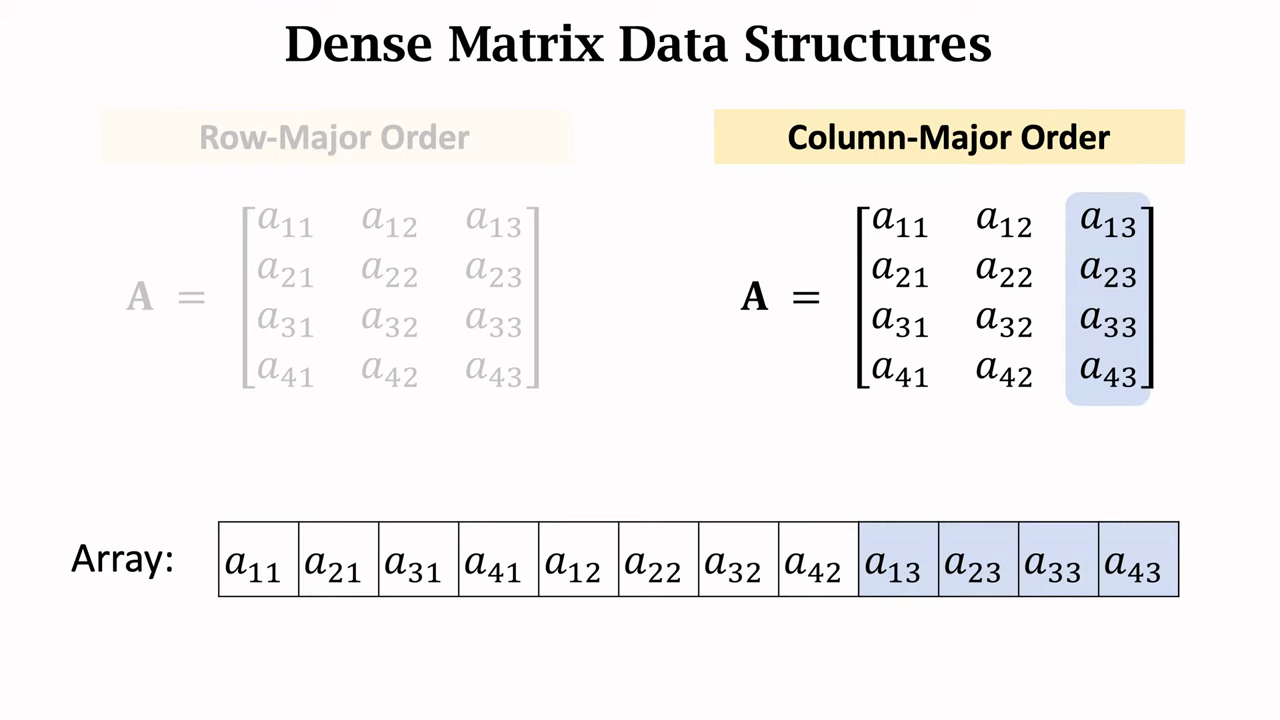 Dense Matrix Data Structures
Row-Major Order
A = [a₁₁ a₁₂ a₁₃
a₂₁ a₂₂ a₂₃
a₃₁ a₃₂ a₃₃
a₄₁ a₄₂ a₄₃]
Column-Major Order
A = [a₁₁ a₁₂ a₁₃
a₂₁ a₂₂ a₂₃
a₃₁ a₃₂ a₃₃
a₄₁ a₄₂ a₄₃]
Array: a₁₁ a₂₁ a₃₁ a₄₁ a₁₂ a₂₂ a₃₂ a₄₂ a₁₃ a₂₃ a₃₃ a₄₃